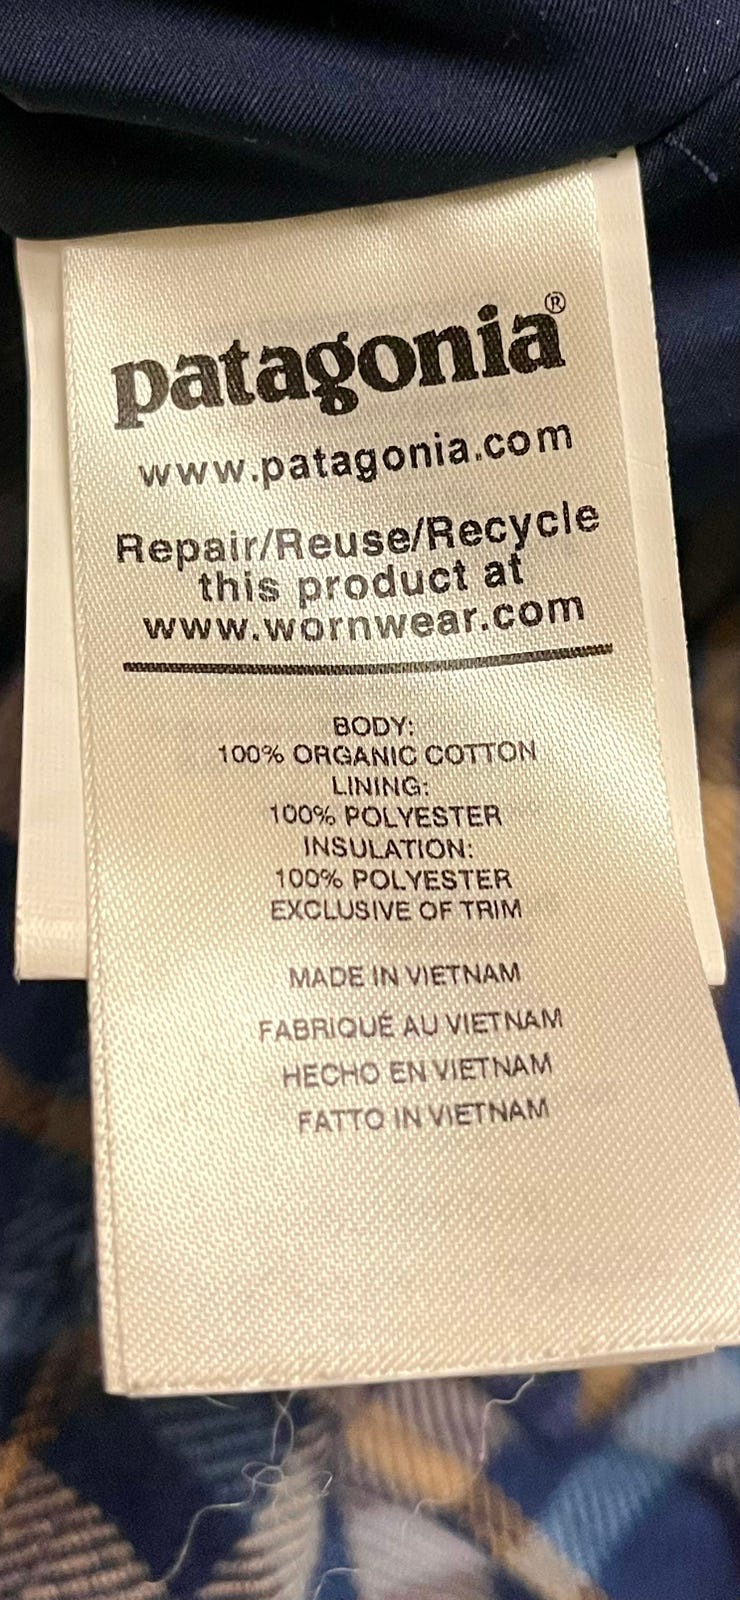 patagonia®
www.patagonia.com
Repair/Reuse/Recycle
this product at
www.wornwear.com
BODY:
100% ORGANIC COTTON
LINING:
100% POLYESTER
INSULATION:
100% POLYESTER
EXCLUSIVE OF TRIM
MADE IN VIETNAM
FABRIQUÉ AU VIETNAM
HECHO EN VIETNAM
FATTO IN VIETNAM